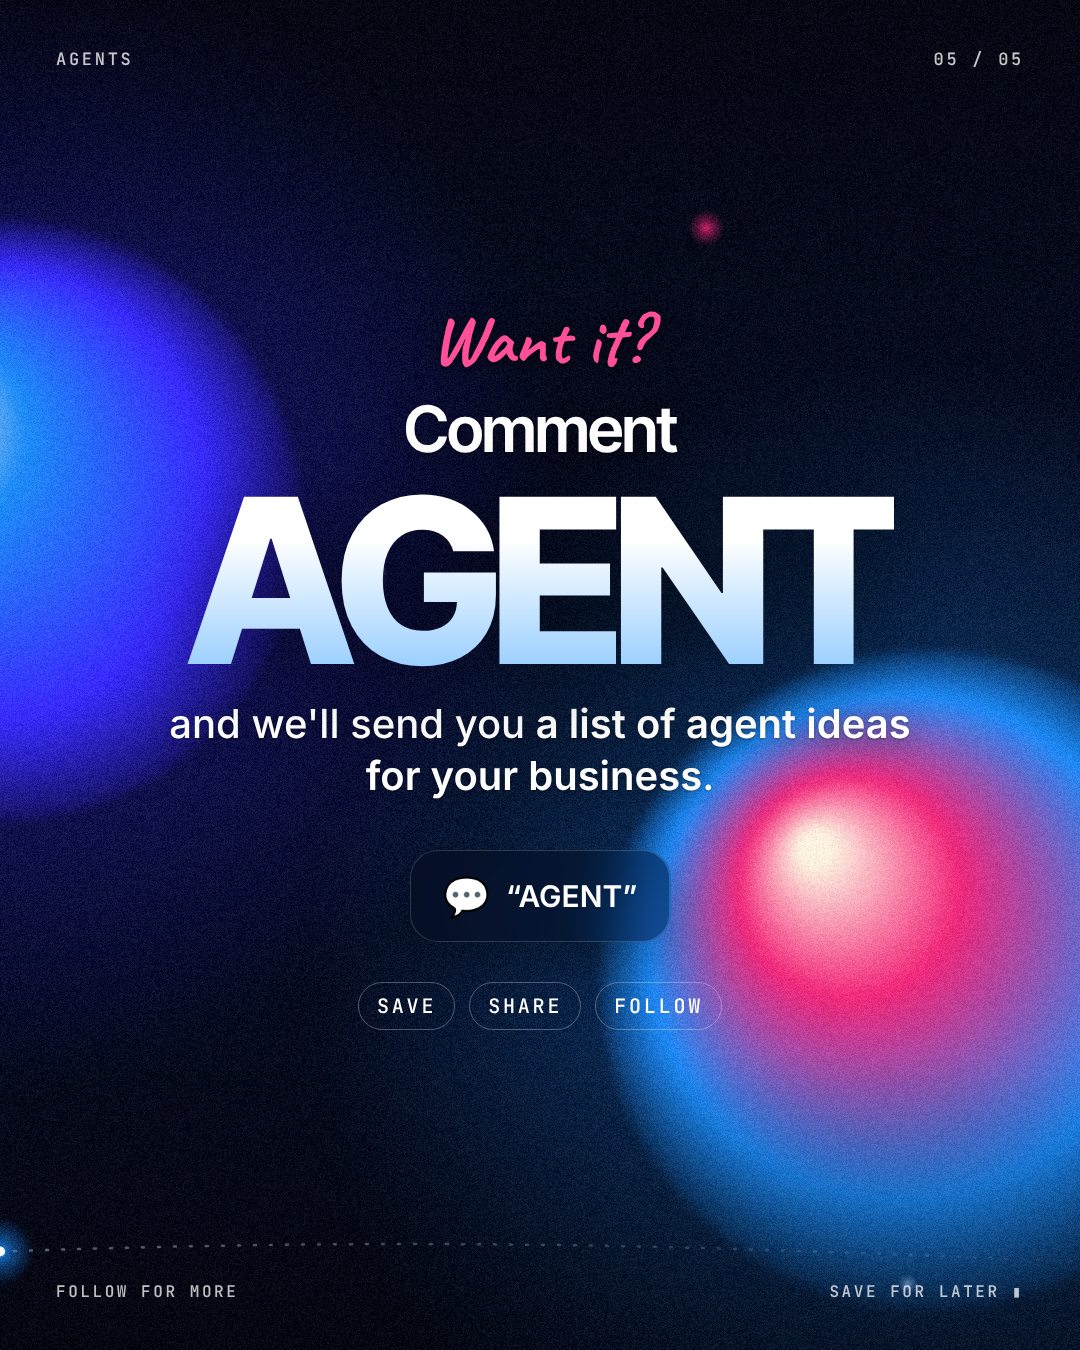 AGENTS
05 / 05
Want it?
Comment
AGENT
and we'll send you a list of agent ideas
for your business.
💬 “AGENT”
SAVE SHARE FOLLOW
FOLLOW FOR MORE
SAVE FOR LATER ▮